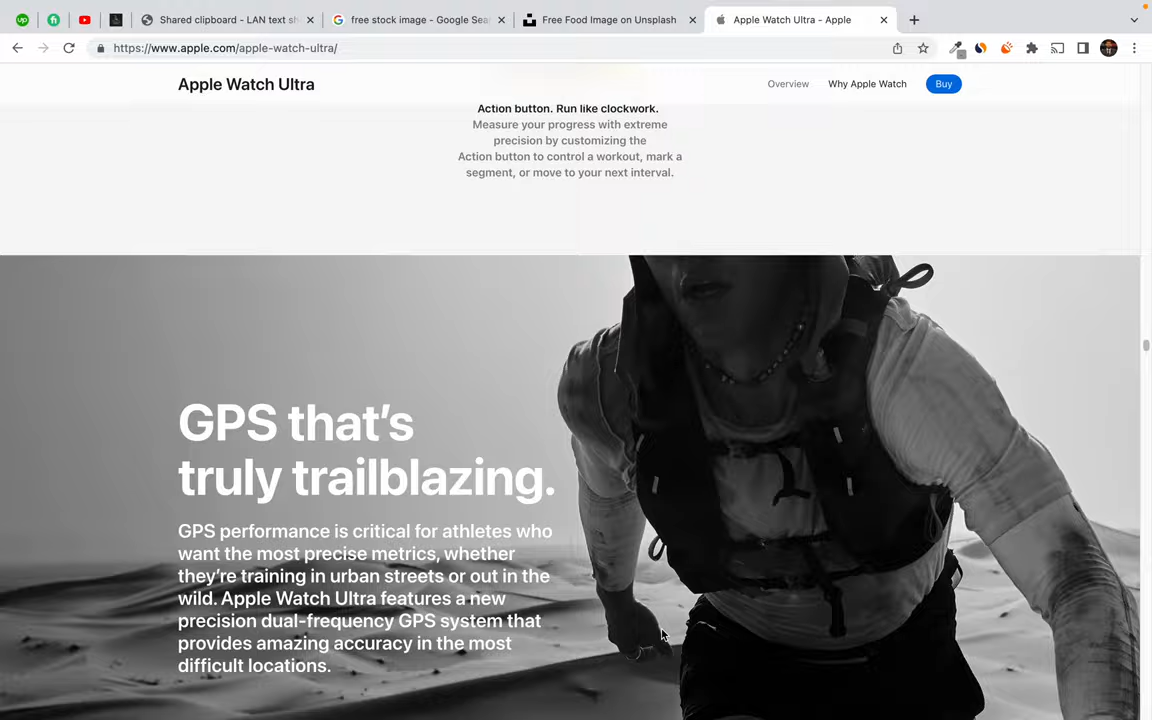 up
Shared clipboard - LAN text sh
free stock image - Google Sea
Free Food Image on Unsplash
Apple Watch Ultra - Apple
https://www.apple.com/apple-watch-ultra/
Apple Watch Ultra
Overview
Why Apple Watch
Buy
Action button. Run like clockwork.
Measure your progress with extreme
precision by customizing the
Action button to control a workout, mark a
segment, or move to your next interval.
GPS that’s
truly trailblazing.
GPS performance is critical for athletes who
want the most precise metrics, whether
they’re training in urban streets or out in the
wild. Apple Watch Ultra features a new
precision dual-frequency GPS system that
provides amazing accuracy in the most
difficult locations.